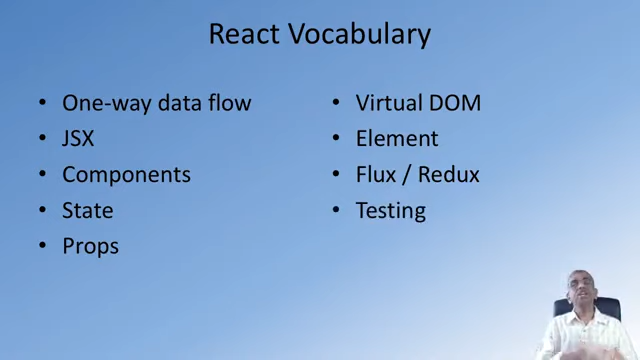 React Vocabulary
• One-way data flow
• JSX
• Components
• State
• Props
• Virtual DOM
• Element
• Flux / Redux
• Testing